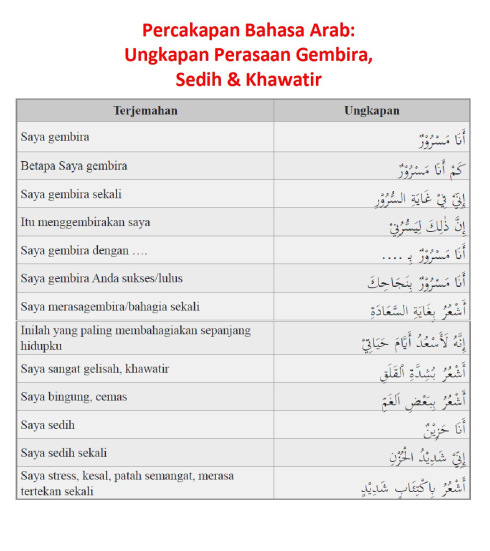 Percakapan Bahasa Arab:
Ungkapan Perasaan Gembira,
Sedih & Khawatir
Terjemahan Ungkapan
Saya gembira أَنَا مَسْرُوْرٌ
Betapa Saya gembira كَمْ أَنَا مَسْرُوْرٌ
Saya gembira sekali إِنِّيْ فِيْ غَايَةِ السُّرُوْرِ
Itu menggembirakan saya إِنَّ ذٰلِكَ لِيَسُرُّنِيْ
Saya gembira dengan …. أَنَا مَسْرُوْرٌ بِـ ....
Saya gembira Anda sukses/lulus أَنَا مَسْرُوْرٌ بِنَجَاحِكَ
Saya merasagembira/bahagia sekali أَشْعُرُ بِغَايَةِ السَّعَادَةِ
Inilah yang paling membahagiakan sepanjang
hidupku إِنَّهُ لَأَسْعُدُ أَيَّامَ حَيَاتِيْ
Saya sangat gelisah, khawatir أَشْعُرُ بُشِدَّةِ اْلقَلَقِ
Saya bingung, cemas أَشْعُرُ بِبَعْضِ اَلغَمّ
Saya sedih أَنَا حَزِيْنٌ
Saya sedih sekali إِنِّيْ شَدِيْدُ الْحُزْنِ
Saya stress, kesal, patah semangat, merasa
tertekan sekali أَشْعُرُ بِاكْتِئَابٍ شَدِيْدٍ